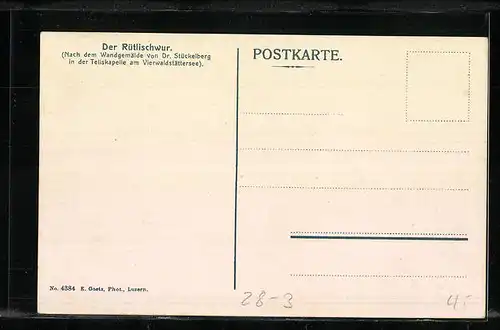 Der Rütlischwur.
(Nach dem Wandgemälde von Dr. Stückelberg
in der Tellskapelle am Vierwaldstättersee).
POSTKARTE.
No. 4384 E. Goetz, Phot., Luzern.
28-3
4.-